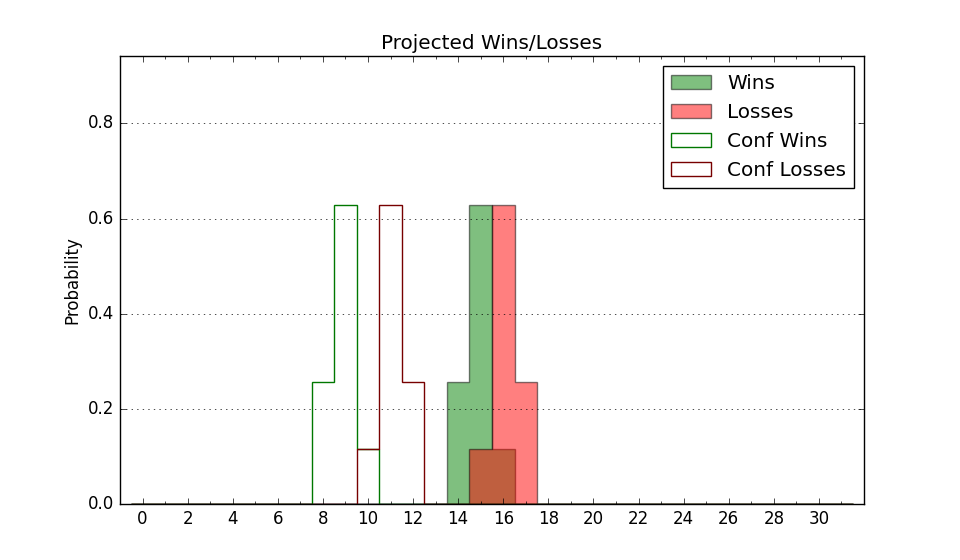 Projected Wins/Losses
Wins
Losses
Conf Wins
Conf Losses
Probability
0.8
0.6
0.4
0.2
0.0
0 2 4 6 8 10 12 14 16 18 20 22 24 26 28 30